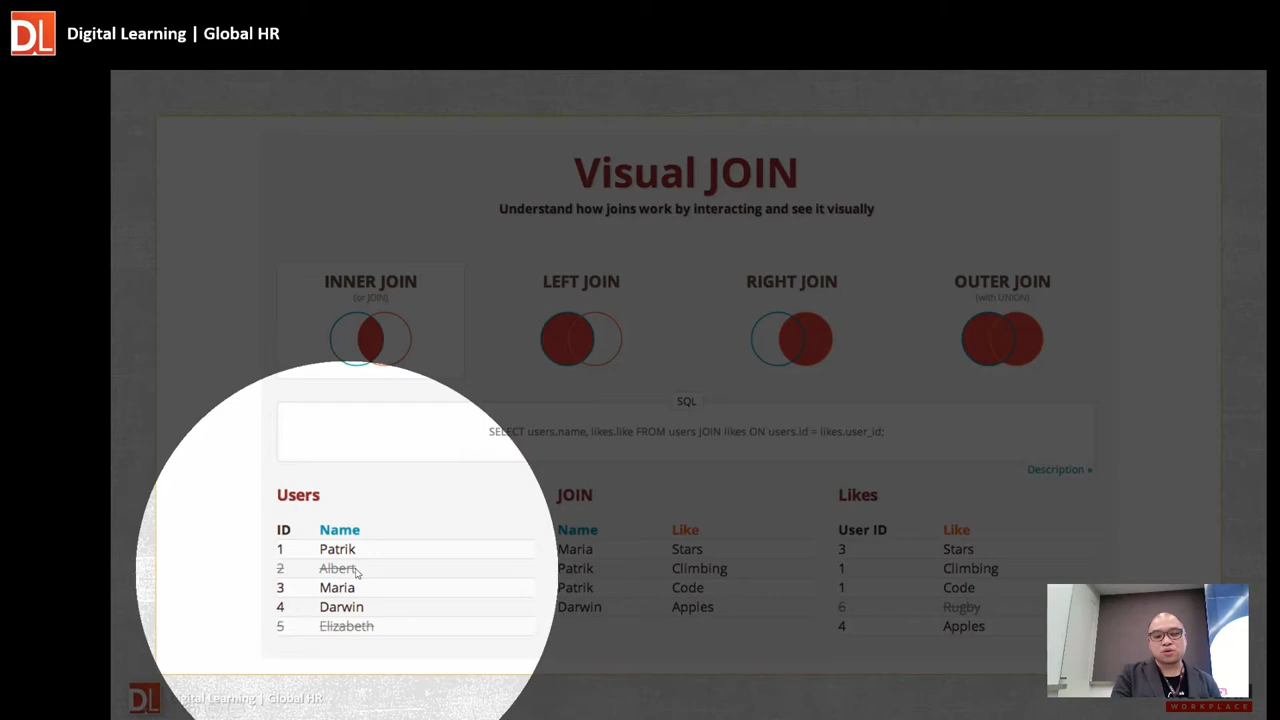 DL Digital Learning | Global HR
Visual JOIN
Understand how joins work by interacting and see it visually
INNER JOIN
(or JOIN)
LEFT JOIN
RIGHT JOIN
OUTER JOIN
(with UNION)
SQL
SELECT users.name, likes.like FROM users JOIN likes ON users.id = likes.user_id;
Description »
Users
ID Name
1 Patrik
2 Albert
3 Maria
4 Darwin
5 Elizabeth
JOIN
Name Like
Maria Stars
Patrik Climbing
Patrik Code
Darwin Apples
Likes
User ID Like
3 Stars
1 Climbing
1 Code
6 Rugby
4 Apples
DL Digital Learning | Global HR
WORKPLACE